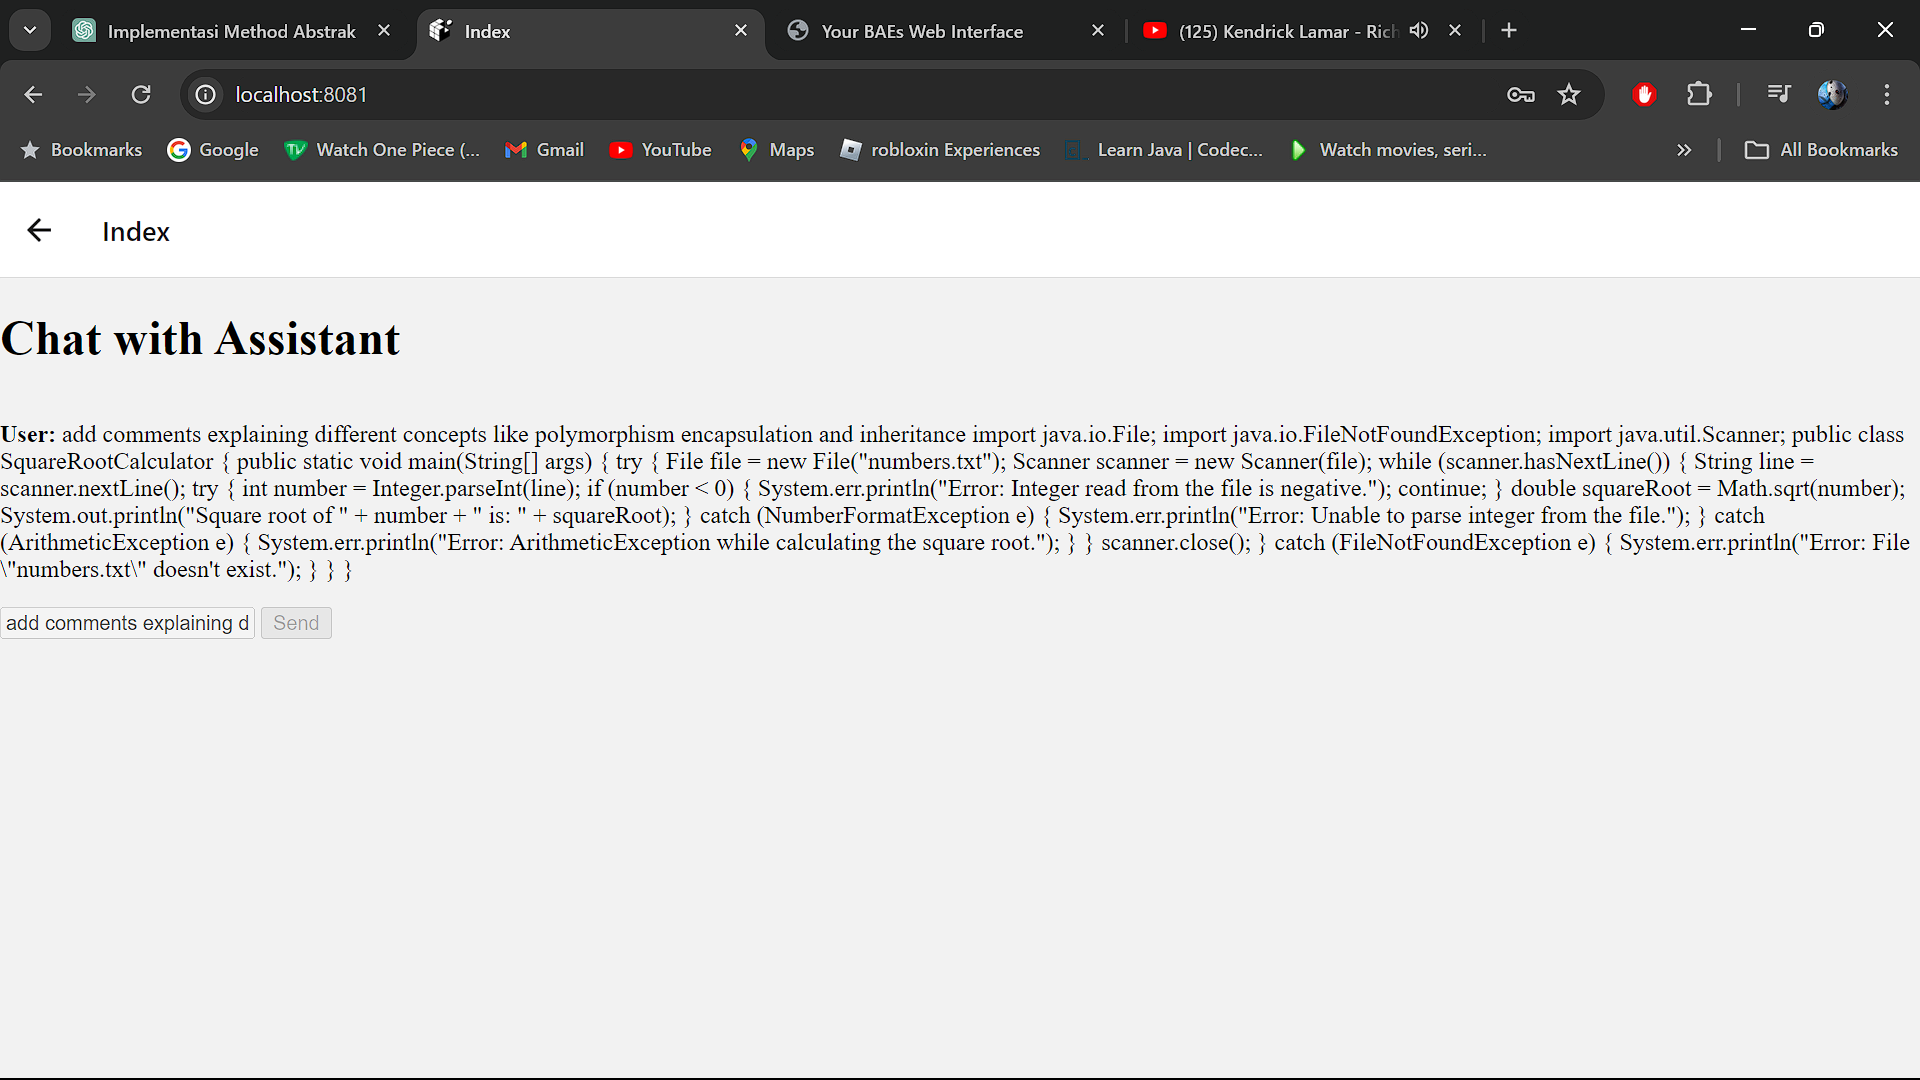 Implementasi Method Abstrak
Index
Your BAEs Web Interface
(125) Kendrick Lamar - Rich
localhost:8081
Bookmarks
Google
Watch One Piece (...
Gmail
YouTube
Maps
robloxin Experiences
Learn Java | Codec...
Watch movies, seri...
All Bookmarks
Index
Chat with Assistant
User: add comments explaining different concepts like polymorphism encapsulation and inheritance import java.io.File; import java.io.FileNotFoundException; import java.util.Scanner; public class
SquareRootCalculator { public static void main(String[] args) { try { File file = new File("numbers.txt"); Scanner scanner = new Scanner(file); while (scanner.hasNextLine()) { String line =
scanner.nextLine(); try { int number = Integer.parseInt(line); if (number < 0) { System.err.println("Error: Integer read from the file is negative."); continue; } double squareRoot = Math.sqrt(number);
System.out.println("Square root of " + number + " is: " + squareRoot); } catch (NumberFormatException e) { System.err.println("Error: Unable to parse integer from the file."); } catch
(ArithmeticException e) { System.err.println("Error: ArithmeticException while calculating the square root."); } } scanner.close(); } catch (FileNotFoundException e) { System.err.println("Error: File
\"numbers.txt\" doesn't exist."); } } }
add comments explaining d
Send